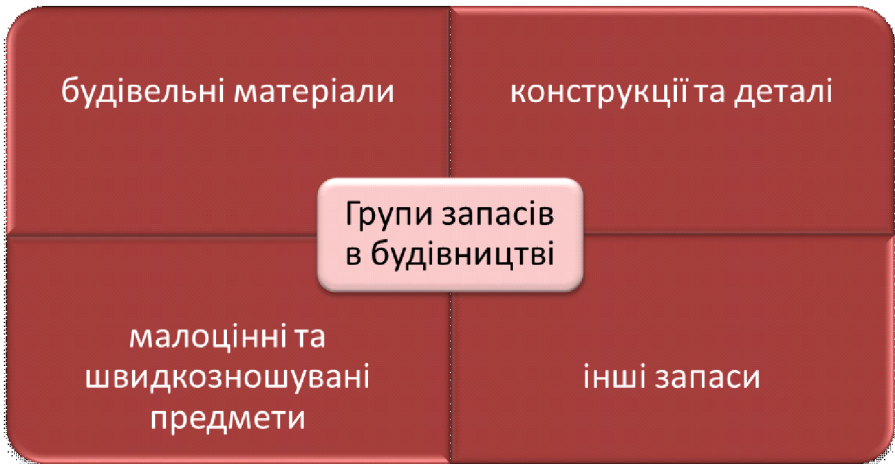 будівельні матеріали
конструкції та деталі
Групи запасів
в будівництві
малоцінні та
швидкозношувані
предмети
інші запаси